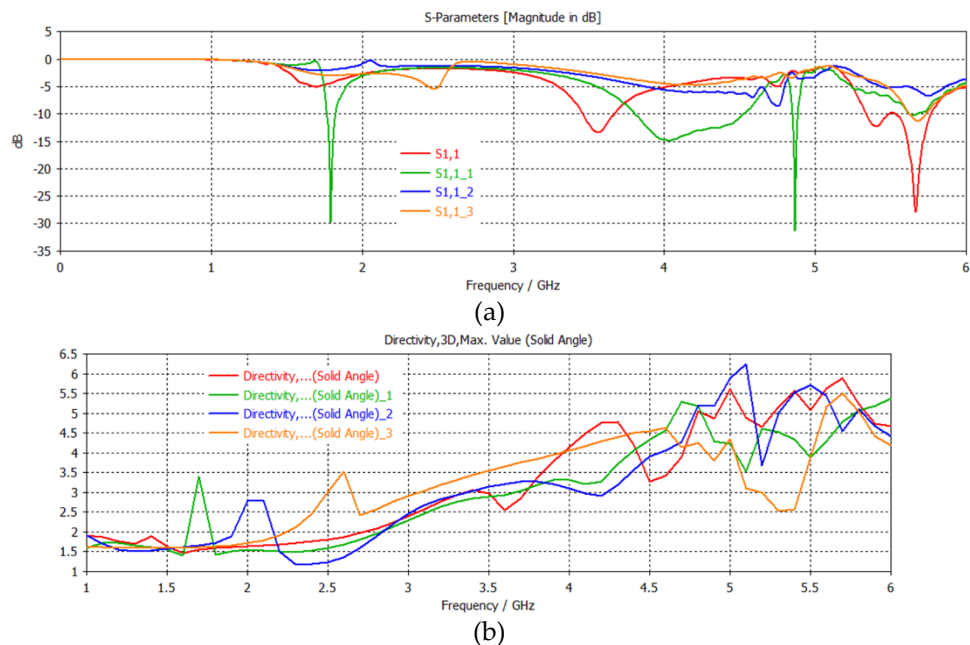 S-Parameters [Magnitude in dB]
5
0
-5
-10
-15
-20
-25
-30
-35
dB
S1,1
S1,1_1
S1,1_2
S1,1_3
0 1 2 3 4 5 6
Frequency / GHz
(a)
Directivity,3D,Max. Value (Solid Angle)
6.5
6
5.5
5
4.5
4
3.5
3
2.5
2
1.5
1
Directivity,...(Solid Angle)
Directivity,...(Solid Angle)_1
Directivity,...(Solid Angle)_2
Directivity,...(Solid Angle)_3
1 1.5 2 2.5 3 3.5 4 4.5 5 5.5 6
Frequency / GHz
(b)